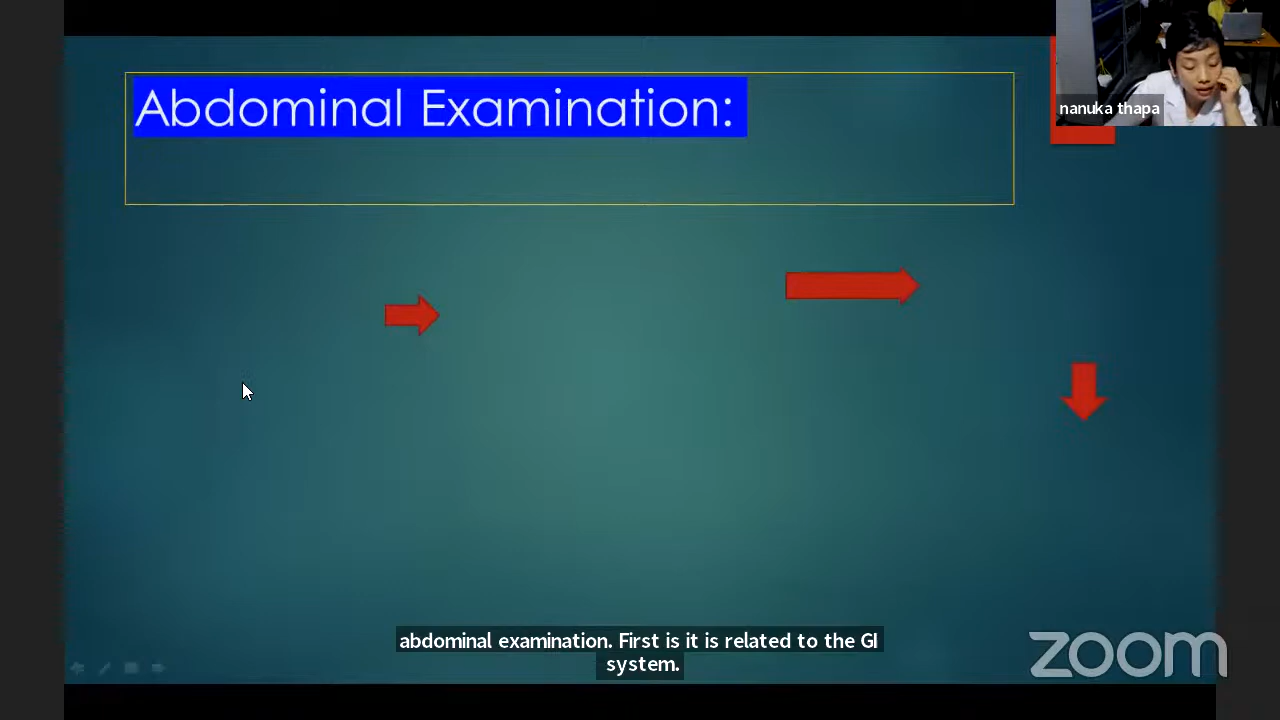 Abdominal Examination:
nanuka thapa
abdominal examination. First is it is related to the GI
system.
zoom